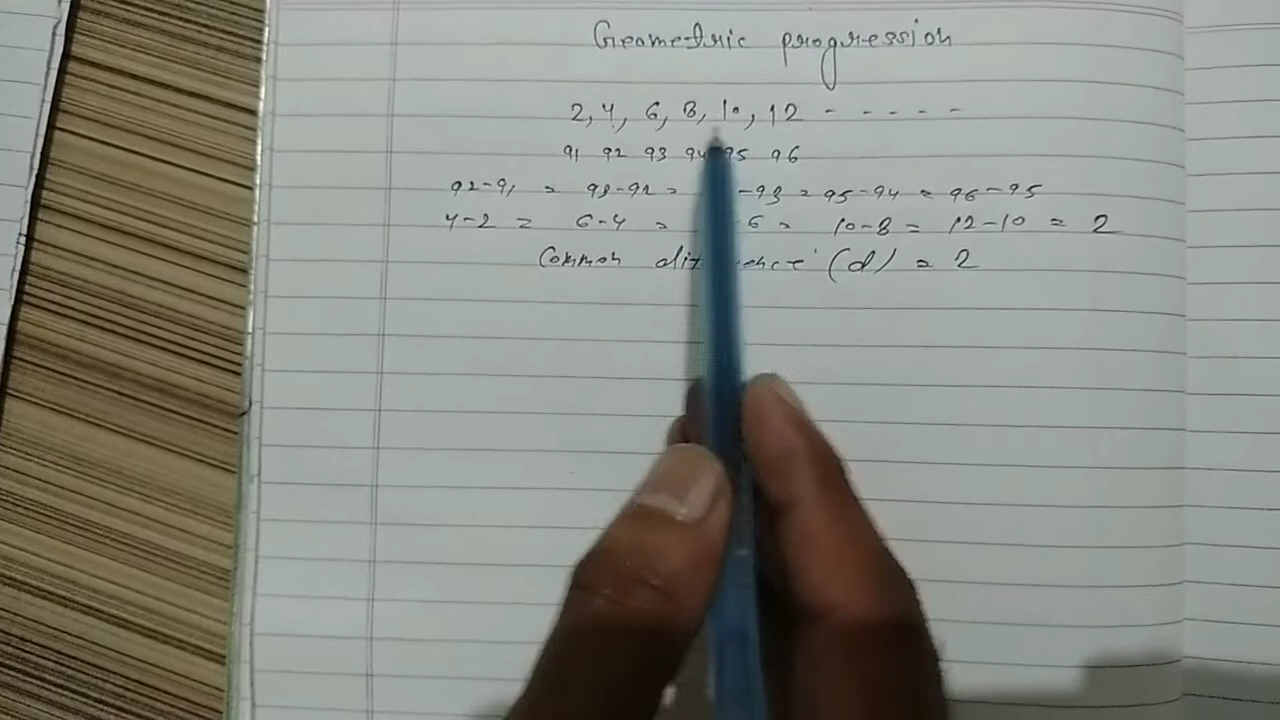 Geometric progression
2, 4, 6, 8, 10, 12 - - - - -
a1 a2 a3 a4 a5 a6
a2-a1 = a3-a2 = -a3 = a5-a4 = a6-a5
4-2 = 6-4 = 6 = 10-8 = 12-10 = 2
Common (d) = 2